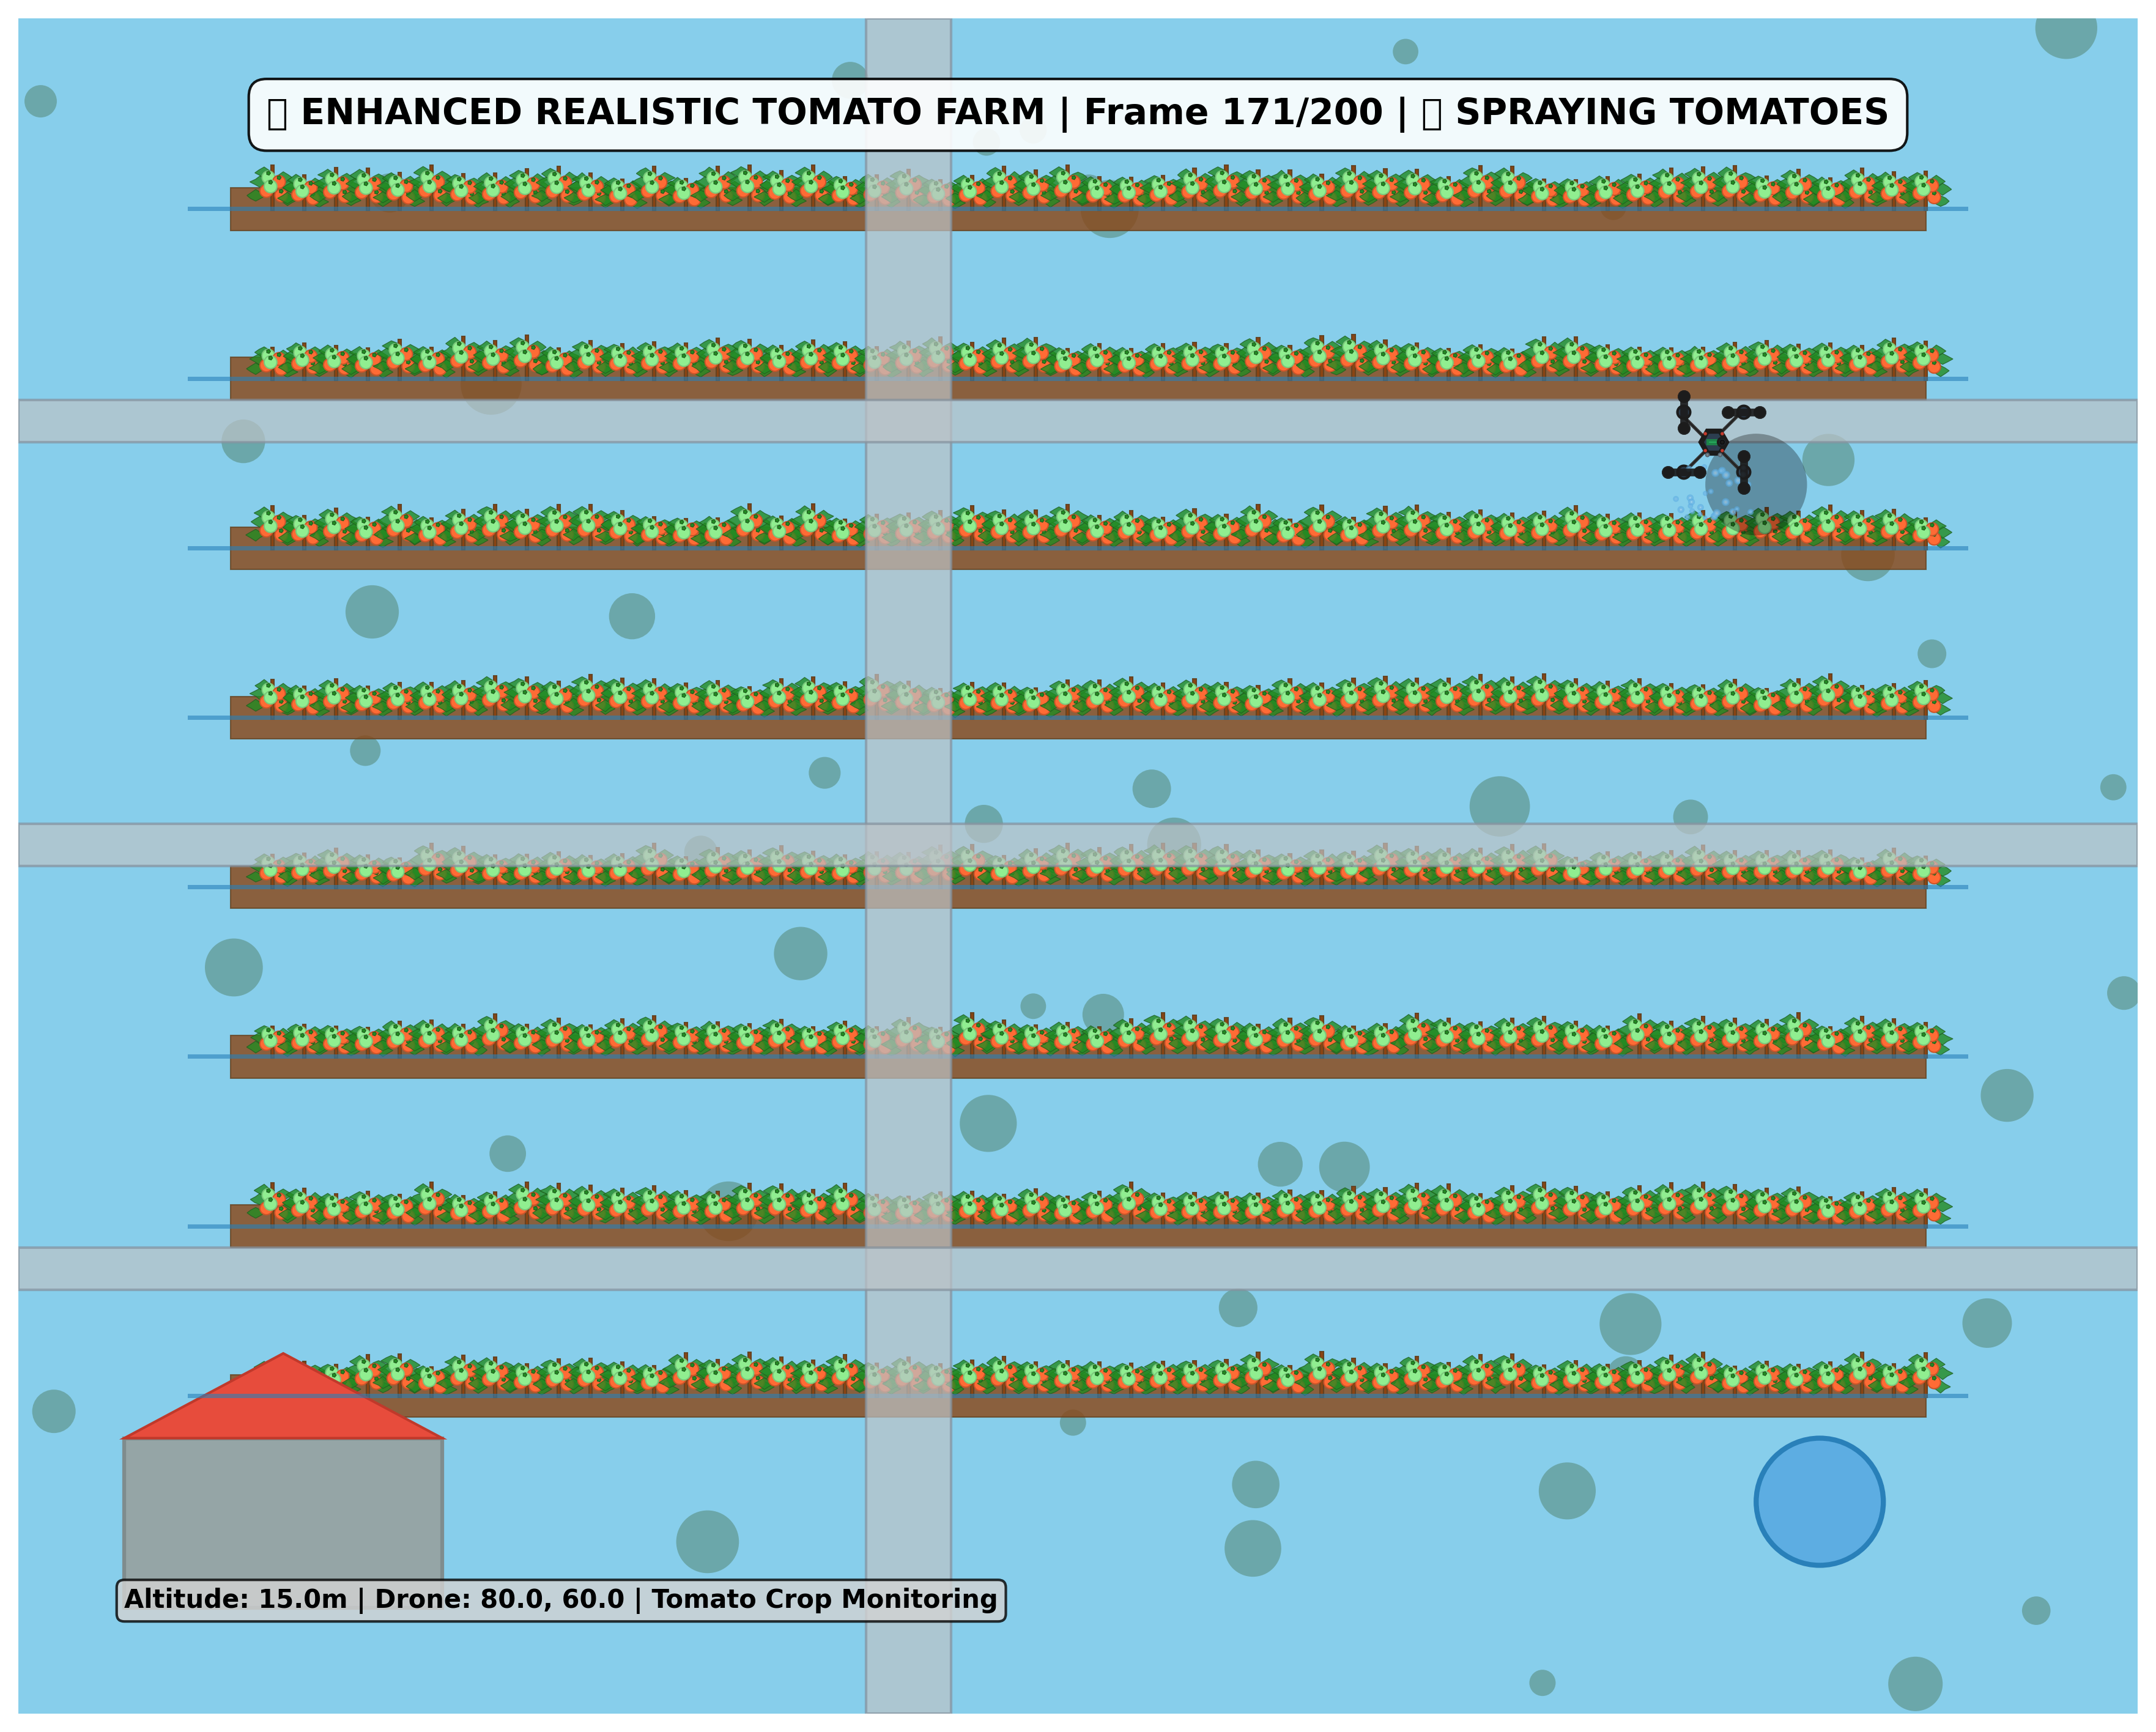 ▯ ENHANCED REALISTIC TOMATO FARM | Frame 171/200 | ▯ SPRAYING TOMATOES
Altitude: 15.0m | Drone: 80.0, 60.0 | Tomato Crop Monitoring